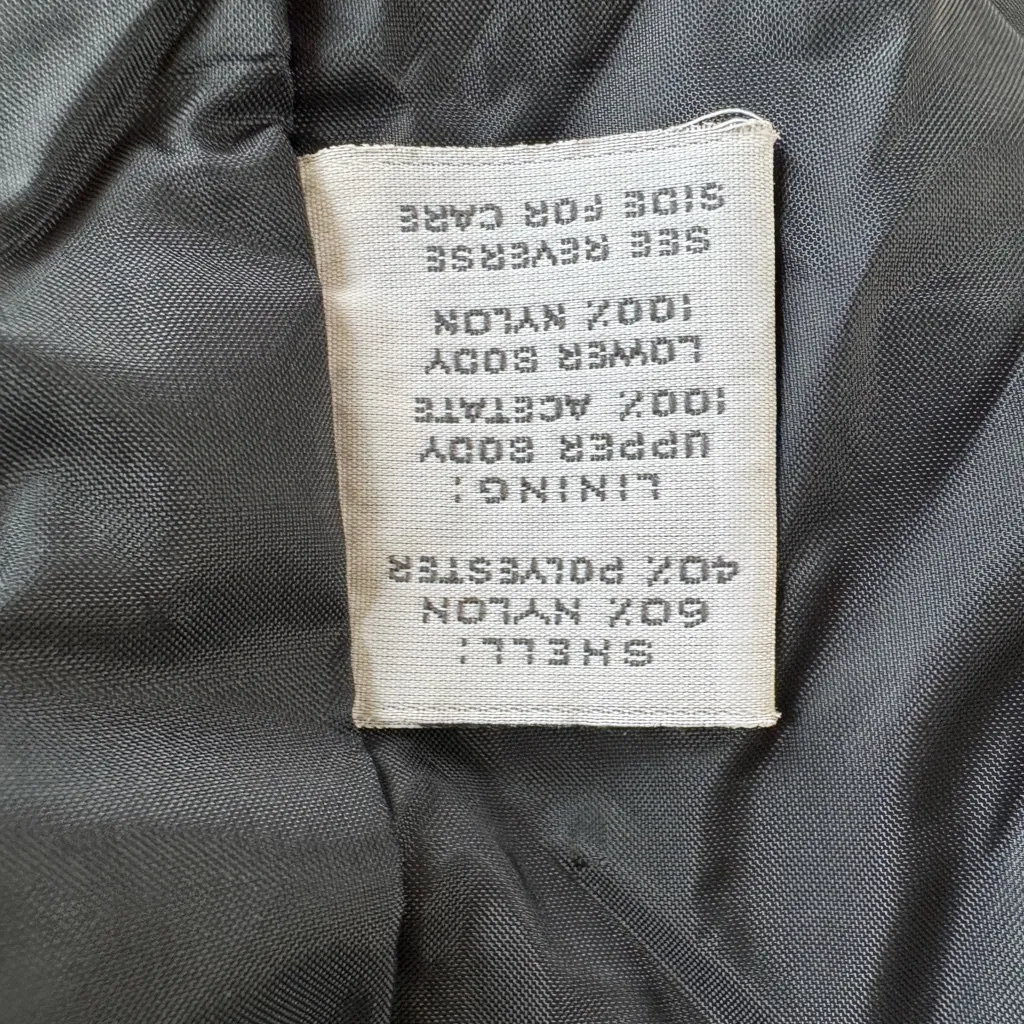 SHELL:
60% NYLON
40% POLYESTER
LINING:
UPPER BODY
100% ACETATE
LOWER BODY
100% NYLON
SEE REVERSE
SIDE FOR CARE